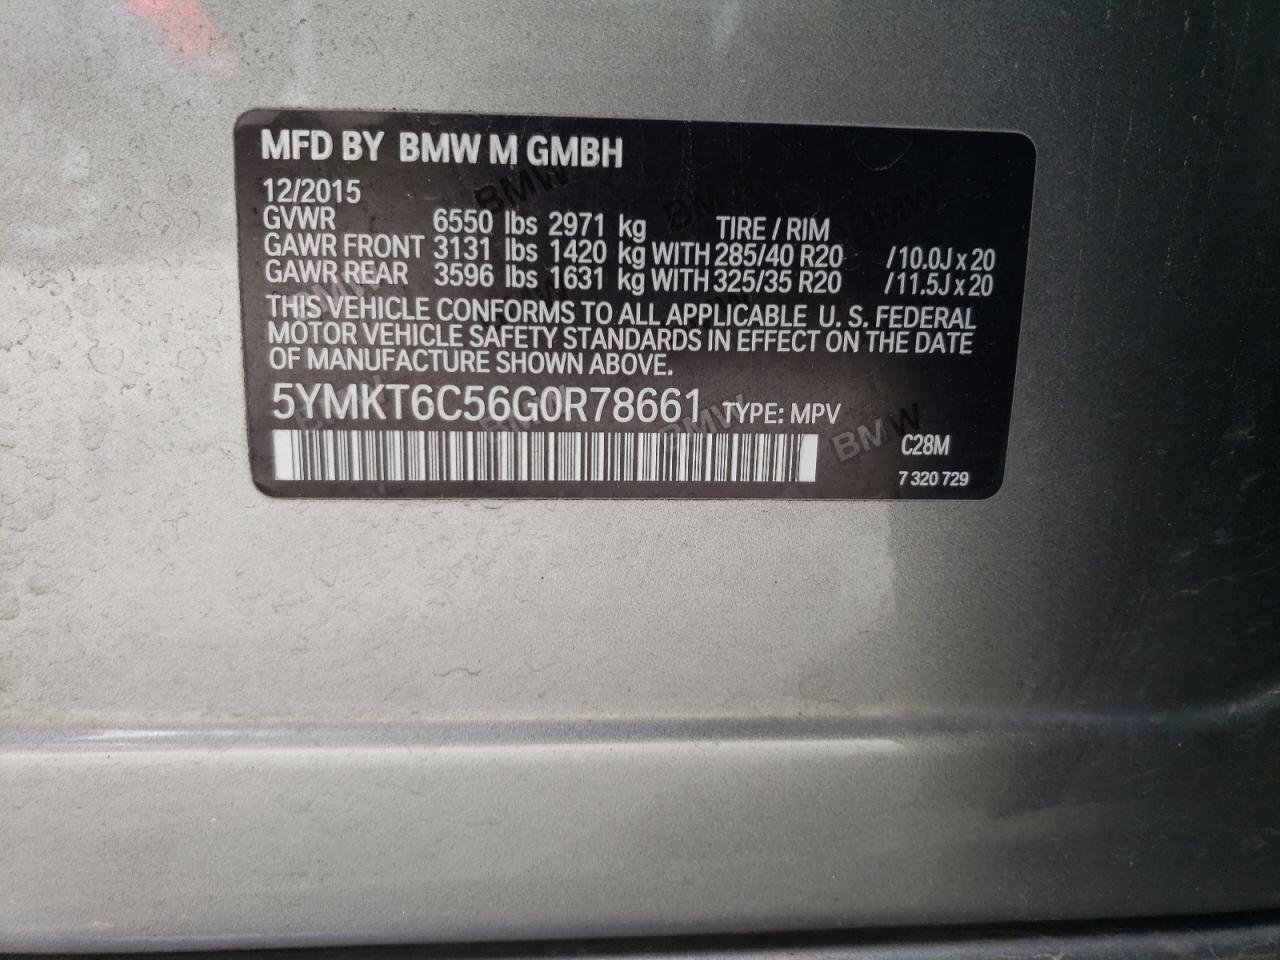 MFD BY BMW M GMBH
12/2015
GVWR 6550 lbs 2971 kg TIRE / RIM
GAWR FRONT 3131 lbs 1420 kg WITH 285/40 R20 /10.0J x 20
GAWR REAR 3596 lbs 1631 kg WITH 325/35 R20 /11.5J x 20
THIS VEHICLE CONFORMS TO ALL APPLICABLE U. S. FEDERAL
MOTOR VEHICLE SAFETY STANDARDS IN EFFECT ON THE DATE
OF MANUFACTURE SHOWN ABOVE.
5YMKT6C56G0R78661 TYPE: MPV
C28M
7 320 729